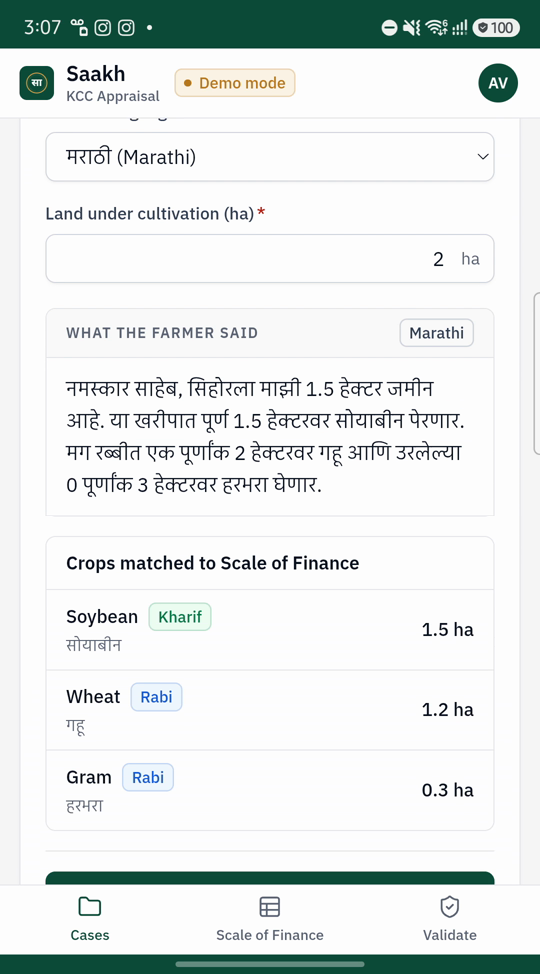 3:07
100
सा
Saakh
KCC Appraisal
Demo mode
AV
मराठी (Marathi)
Land under cultivation (ha)*
2 ha
WHAT THE FARMER SAID
Marathi
नमस्कार साहेब, सिहोरला माझी 1.5 हेक्टर जमीन
आहे. या खरीपात पूर्ण 1.5 हेक्टरवर सोयाबीन पेरणार.
मग रब्बीत एक पूर्णांक 2 हेक्टरवर गहू आणि उरलेल्या
0 पूर्णांक 3 हेक्टरवर हरभरा घेणार.
Crops matched to Scale of Finance
Soybean Kharif
सोयाबीन
1.5 ha
Wheat Rabi
गहू
1.2 ha
Gram Rabi
हरभरा
0.3 ha
Cases
Scale of Finance
Validate